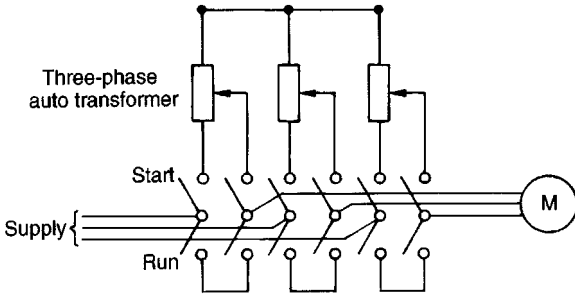 Three-phase
auto transformer
Start
Supply
Run
M